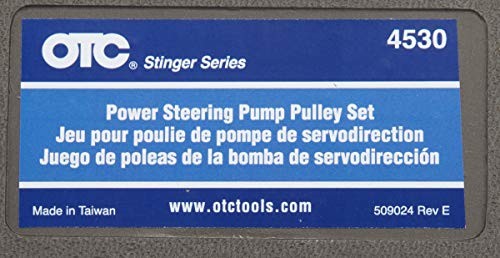 OTC® Stinger Series 4530
Power Steering Pump Pulley Set
Jeu pour poulie de pompe de servodirection
Juego de poleas de la bomba de servodirección
Made in Taiwan www.otctools.com 509024 Rev E